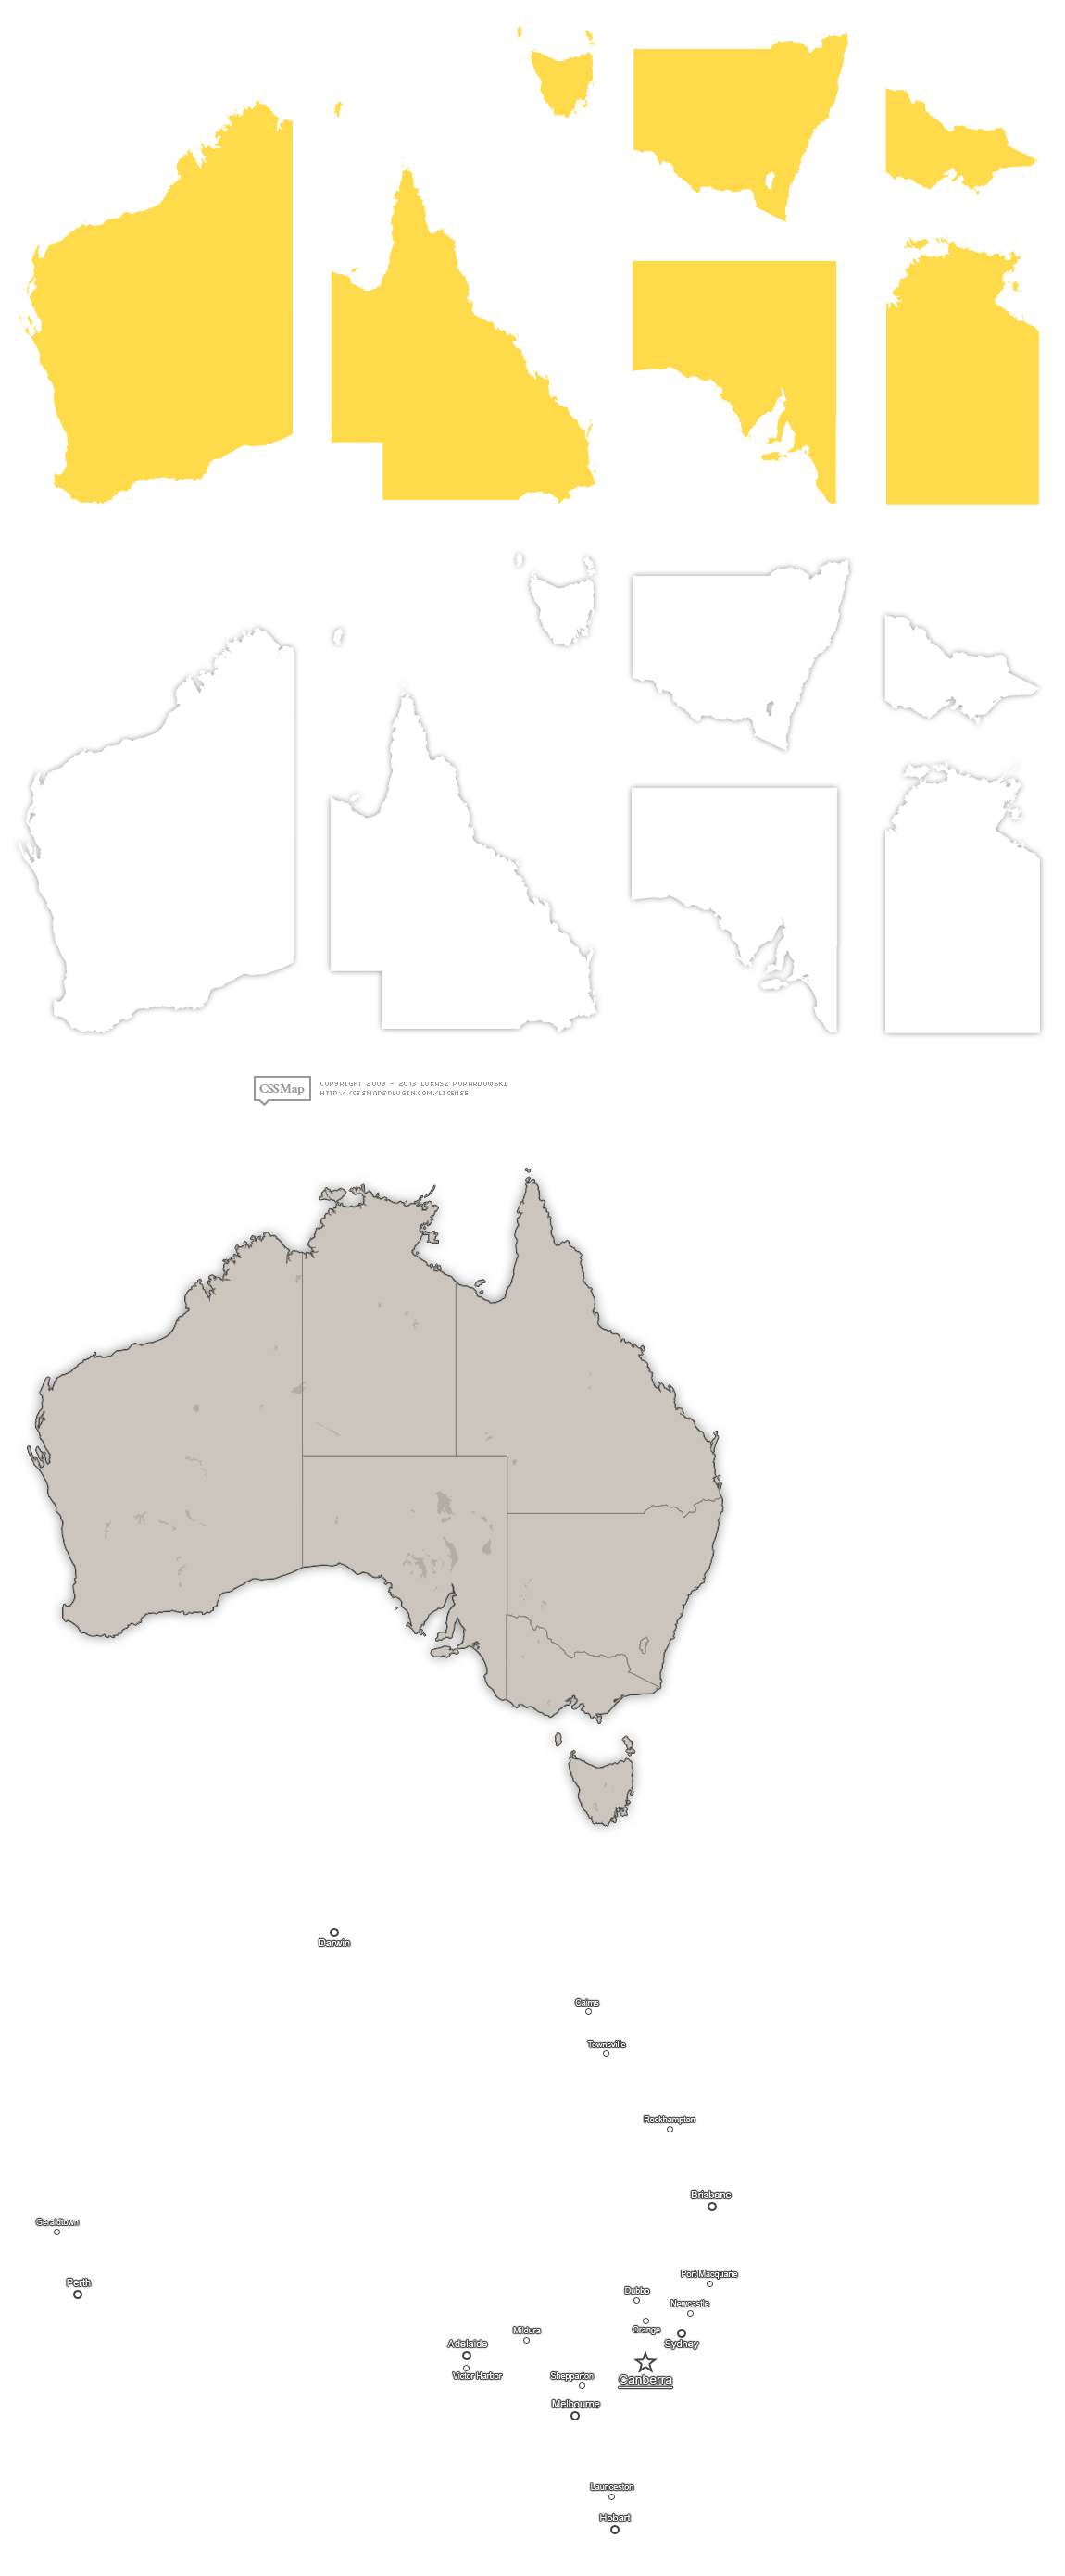 CSSMap
COPYRIGHT 2009 - 2013 LUKASZ POPARDOWSKI
HTTP://CSSMAPSPLUGIN.COM/LICENSE
Darwin
Cairns
Townsville
Rockhampton
Brisbane
Geraldtown
Port Macquarie
Perth
Dubbo
Newcastle
Orange
Mildura
Sydney
Adelaide
Victor Harbor
Shepparton
Canberra
Melbourne
Launceston
Hobart